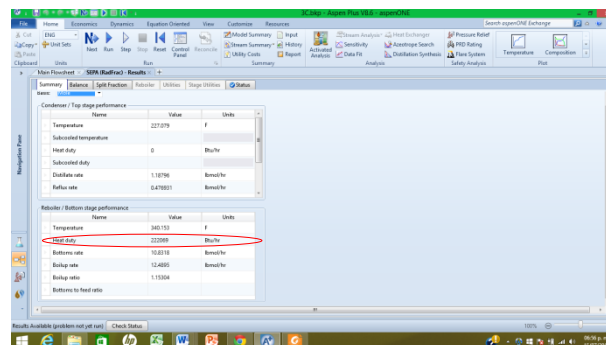 3C.bkp - Aspen Plus V8.6 - aspenONE
File Home Economics Dynamics Equation Oriented View Customize Resources Search aspenONE Exchange
Cut ENG Model Summary Input Stream Analysis Heat Exchanger Pressure Relief
Copy Unit Sets Next Run Step Stop Reset Control Panel Reconcile Stream Summary History Activated Analysis Sensitivity Azeotrope Search PRD Rating Temperature Composition
Paste Utility Costs Report Data Fit Distillation Synthesis Flare System
Clipboard Units Run Summary Analysis Safety Analysis Plot
Main Flowsheet SEPA (RadFrac) - Results
Summary Balance Split Fraction Reboiler Utilities Stage Utilities Status
Basis:
Condenser / Top stage performance
Name Value Units
Temperature 227.079 F
Subcooled temperature
Heat duty 0 Btu/hr
Subcooled duty
Distillate rate 1.18796 lbmol/hr
Reflux rate 0.476831 lbmol/hr
Reboiler / Bottom stage performance
Name Value Units
Temperature 340.153 F
Heat duty 222089 Btu/hr
Bottoms rate 10.8318 lbmol/hr
Boilup rate 12.4895 lbmol/hr
Boilup ratio 1.15304
Bottoms to feed ratio
Navigation Pane
Results Available (problem not yet run) Check Status 100%